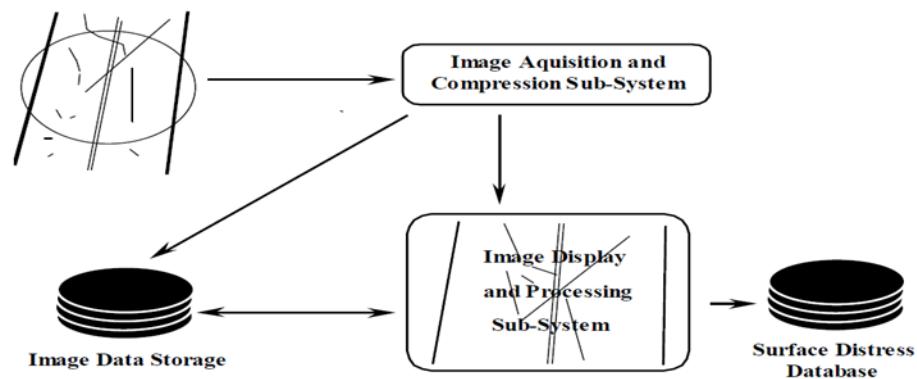 Image Aquisition and
Compression Sub-System
Image Display
and Processing
Sub-System
Image Data Storage
Surface Distress
Database